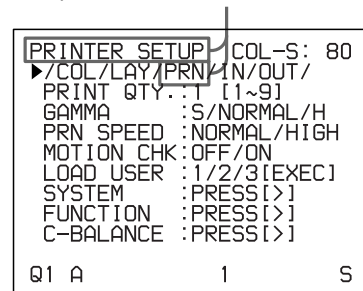 PRINTER SETUP COL-S: 80
▶/COL/LAY/PRN/IN/OUT/
PRINT QTY.:1 [1~9]
GAMMA :S/NORMAL/H
PRN SPEED :NORMAL/HIGH
MOTION CHK:OFF/ON
LOAD USER :1/2/3[EXEC]
SYSTEM :PRESS[>]
FUNCTION :PRESS[>]
C-BALANCE :PRESS[>]
Q1 A 1 S